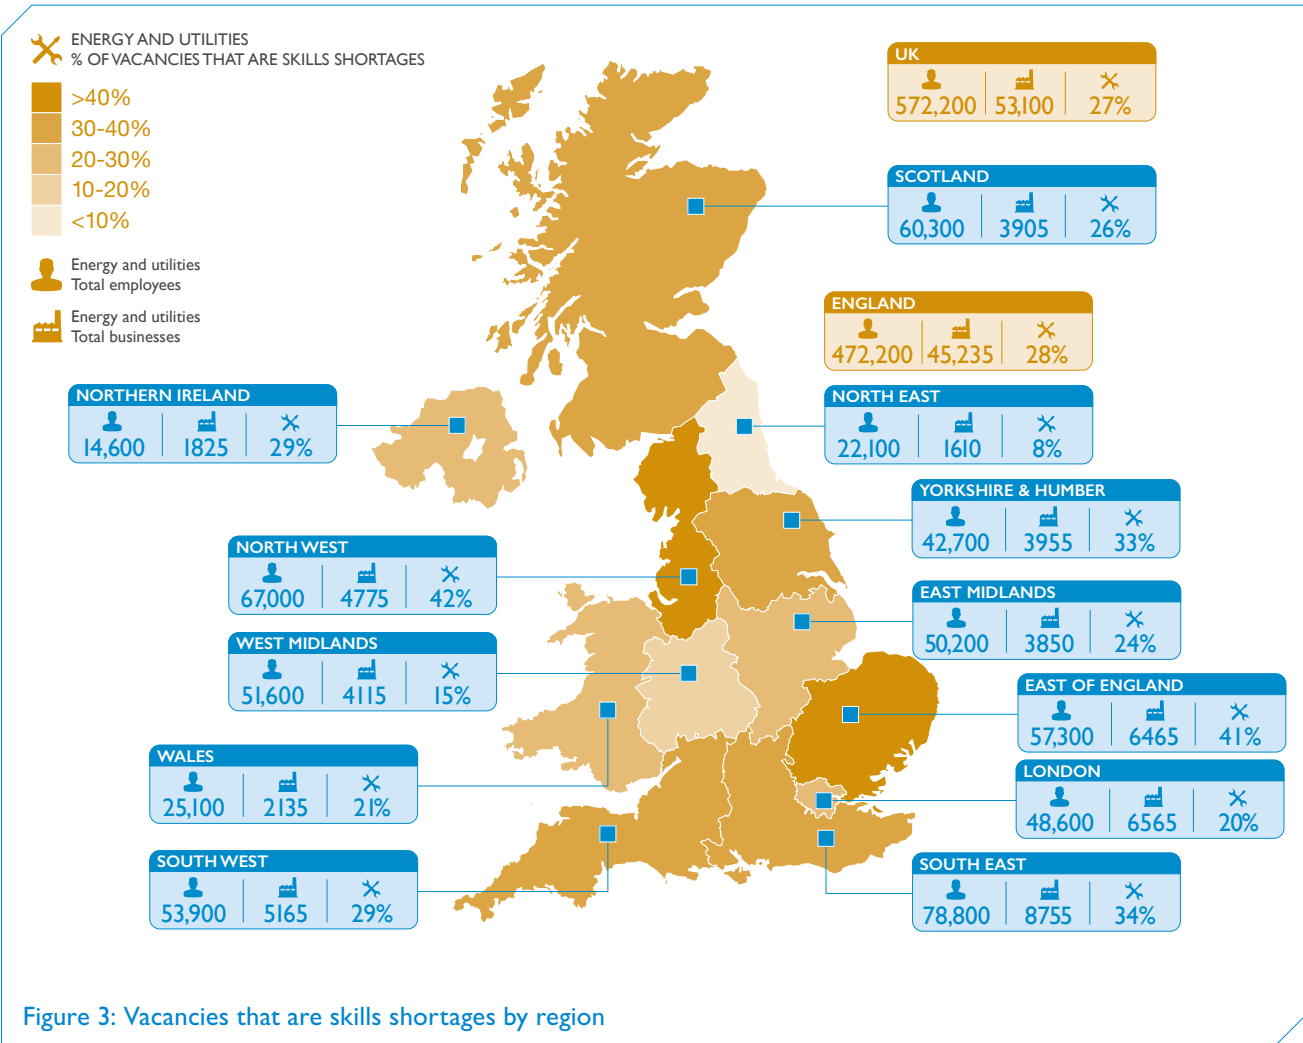 ENERGY AND UTILITIES
% OF VACANCIES THAT ARE SKILLS SHORTAGES
>40%
30-40%
20-30%
10-20%
<10%
Energy and utilities
Total employees
Energy and utilities
Total businesses
UK
572,200 53,100 27%
SCOTLAND
60,300 3905 26%
ENGLAND
472,200 45,235 28%
NORTHERN IRELAND
14,600 1825 29%
NORTH EAST
22,100 1610 8%
YORKSHIRE & HUMBER
42,700 3955 33%
NORTH WEST
67,000 4775 42%
EAST MIDLANDS
50,200 3850 24%
WEST MIDLANDS
51,600 4115 15%
EAST OF ENGLAND
57,300 6465 41%
WALES
25,100 2135 21%
LONDON
48,600 6565 20%
SOUTH WEST
53,900 5165 29%
SOUTH EAST
78,800 8755 34%
Figure 3: Vacancies that are skills shortages by region